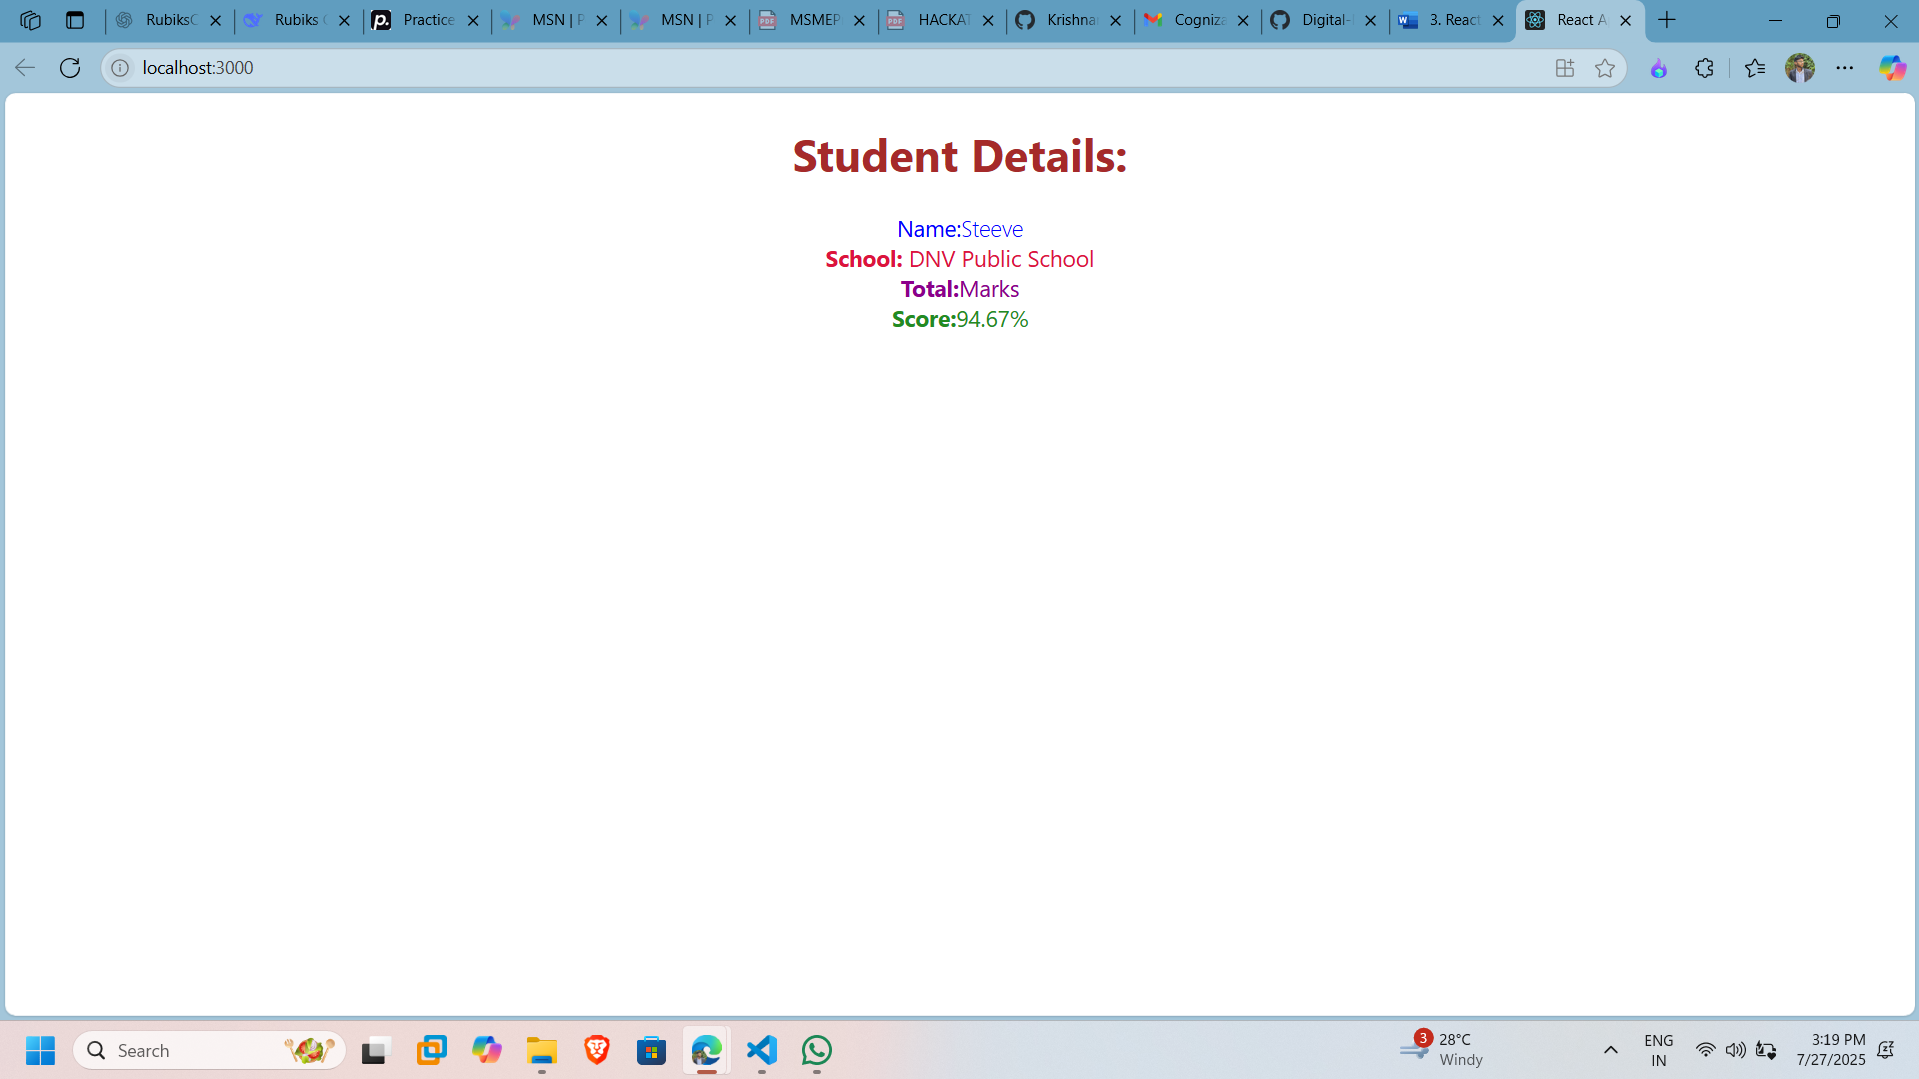 RubiksC
Rubiks
Practice
MSN | P
MSN | P
MSMEP
HACKAT
Krishna
Cogniza
Digital-
3. React
React A
localhost:3000
Student Details:
Name:Steeve
School: DNV Public School
Total:Marks
Score:94.67%
Search
3
28°C
Windy
ENG
IN
3:19 PM
7/27/2025